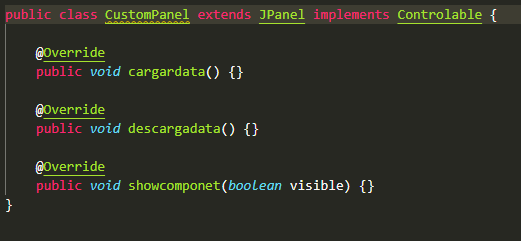 public class CustomPanel extends JPanel implements Controlable {
@Override
public void cargardata() {}
@Override
public void descargadata() {}
@Override
public void showcomponet(boolean visible) {}
}